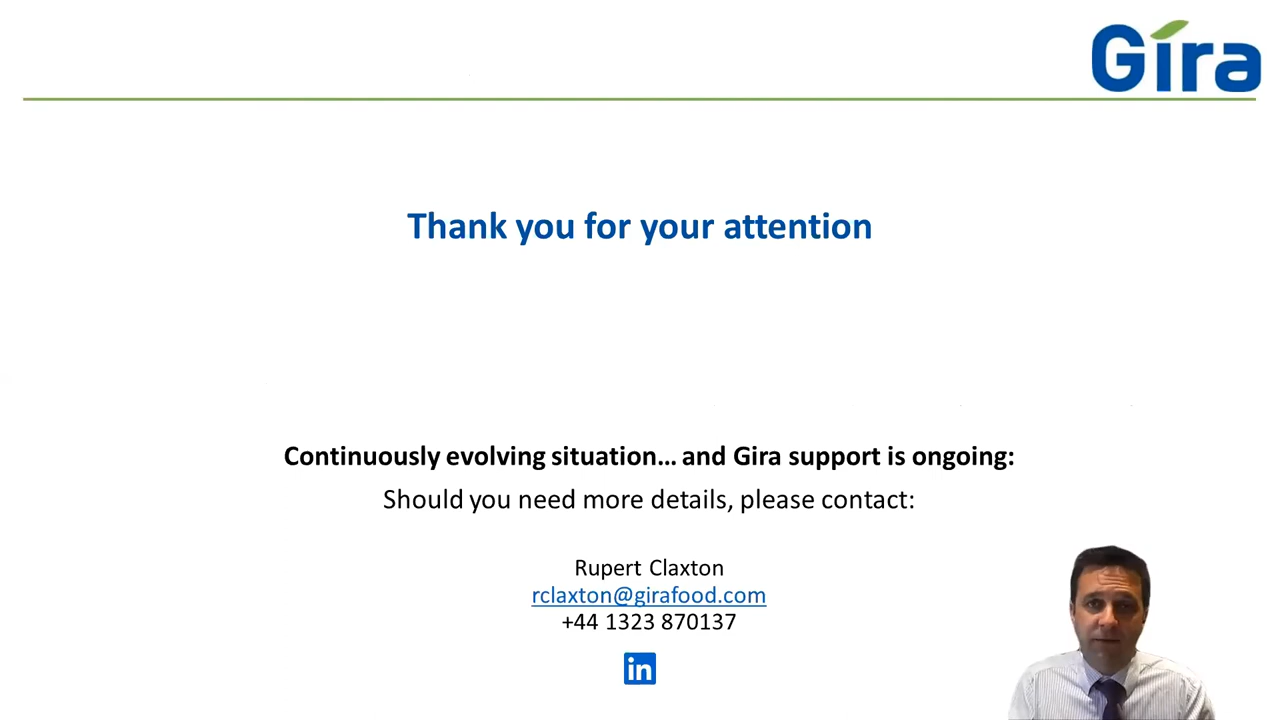 Gira
Thank you for your attention
Continuously evolving situation... and Gira support is ongoing:
Should you need more details, please contact:
Rupert Claxton
rclaxton@girafood.com
+44 1323 870137
in